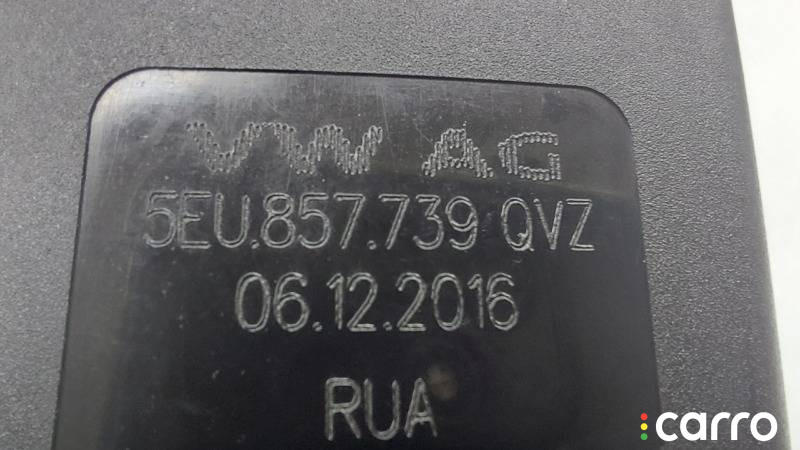 VW AG
5EU.857.739 QVZ
06.12.2016
RUA
carro